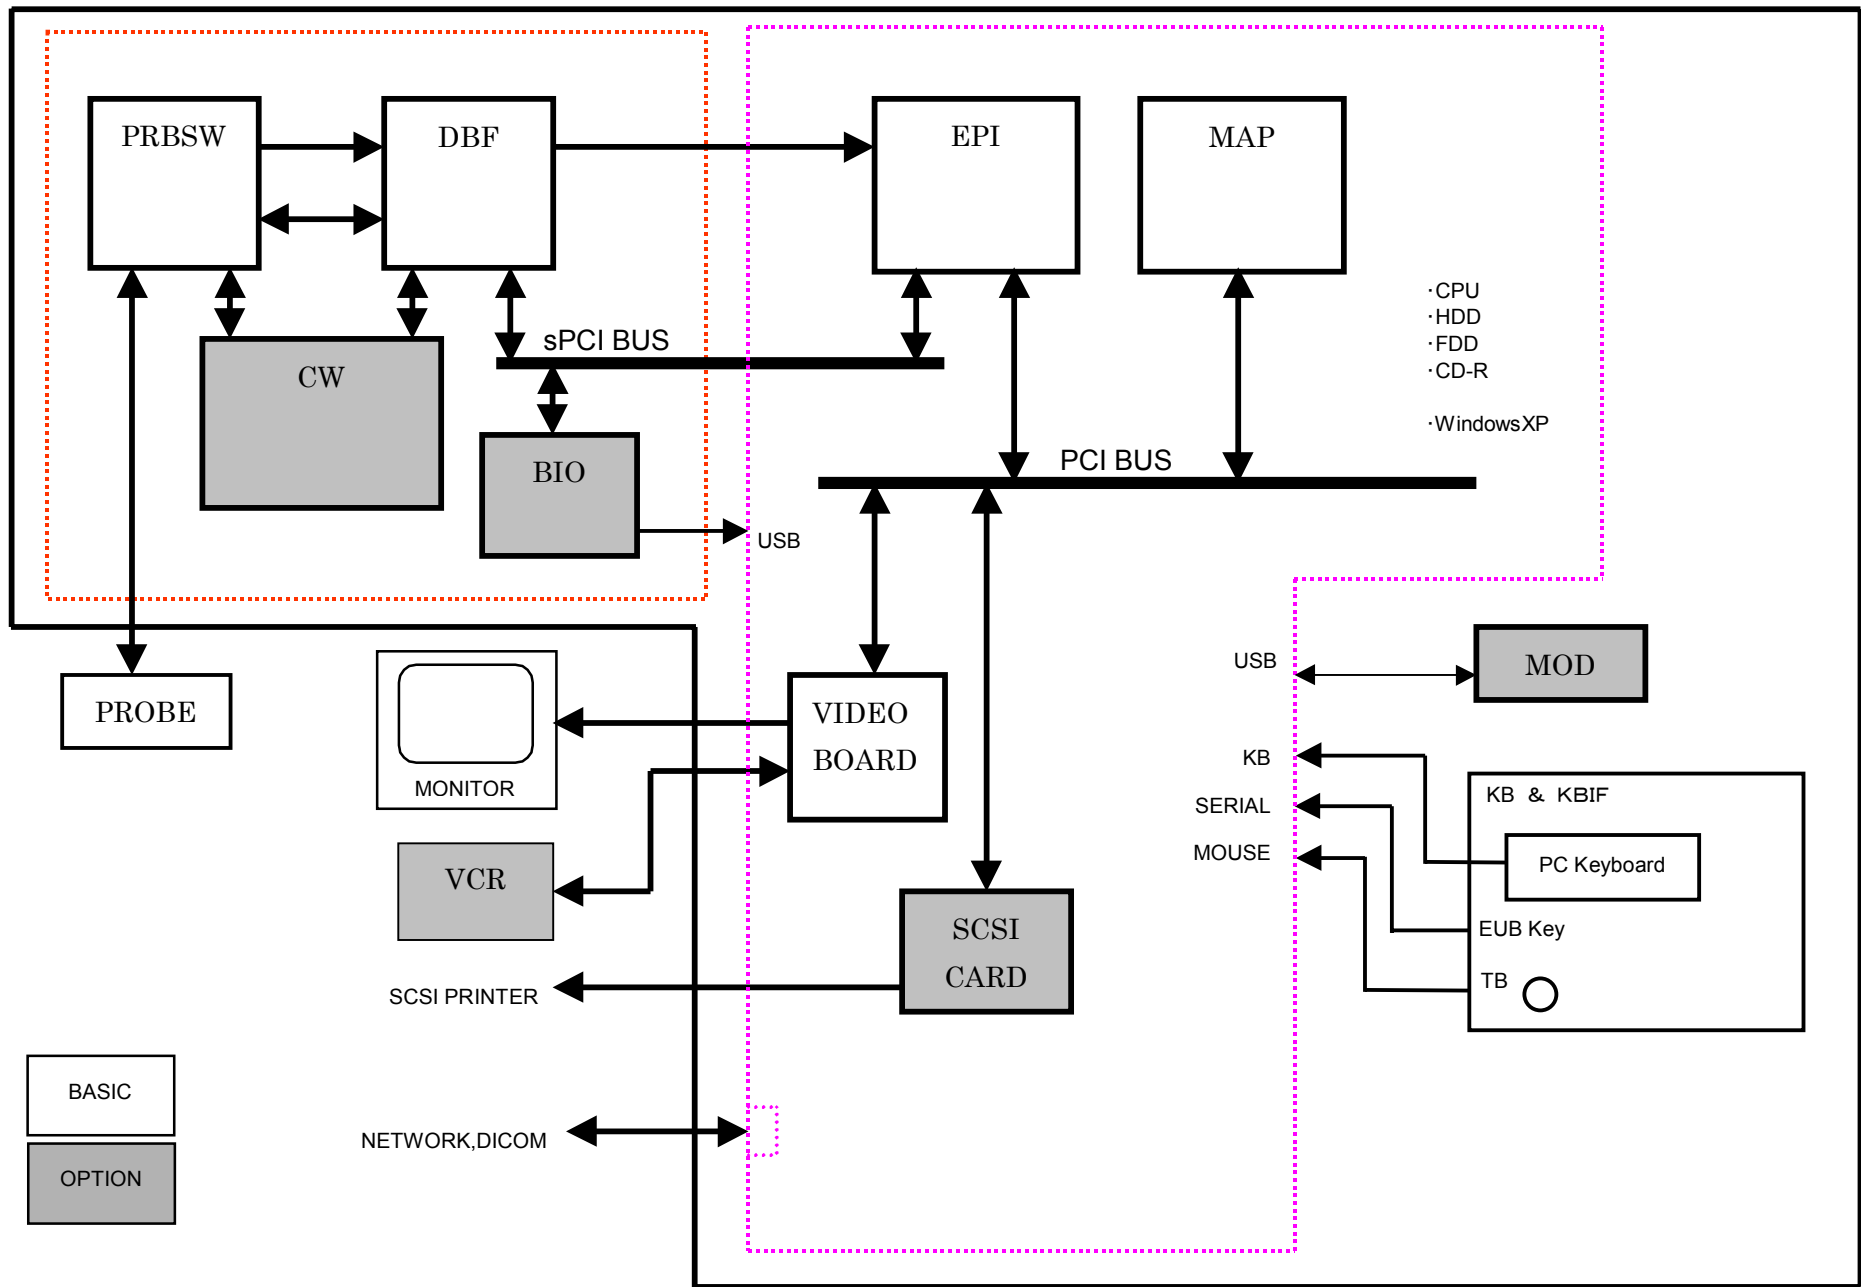 PRBSW
DBF
EPI
MAP
·CPU
·HDD
·FDD
·CD-R
·WindowsXP
sPCI BUS
CW
BIO
PCI BUS
USB
PROBE
MONITOR
VIDEO
BOARD
VCR
SCSI
CARD
SCSI PRINTER
NETWORK,DICOM
USB
MOD
KB
SERIAL
MOUSE
KB & KBIF
PC Keyboard
EUB Key
TB
BASIC
OPTION